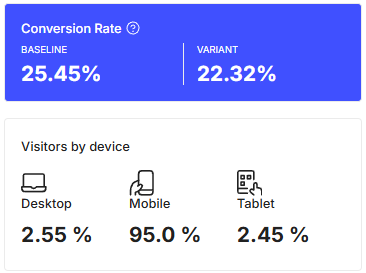 Conversion Rate ?
BASELINE VARIANT
25.45% 22.32%
Visitors by device
Desktop Mobile Tablet
2.55 % 95.0 % 2.45 %